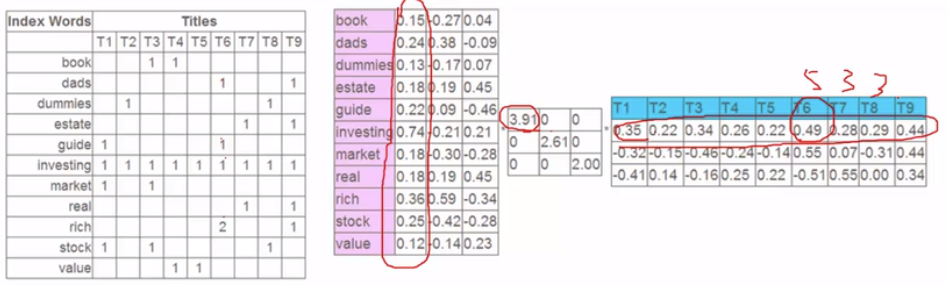 Index Words Titles
T1 T2 T3 T4 T5 T6 T7 T8 T9
book 1 1
dads 1 1
dummies 1 1
estate 1 1
guide 1 1
investing 1 1 1 1 1 1 1 1 1
market 1 1
real 1 1
rich 2 1
stock 1 1 1
value 1 1
book 0.15 -0.27 0.04
dads 0.24 0.38 -0.09
dummies 0.13 -0.17 0.07
estate 0.18 0.19 0.45
guide 0.22 0.09 -0.46
investing 0.74 -0.21 0.21
market 0.18 -0.30 -0.28
real 0.18 0.19 0.45
rich 0.36 0.59 -0.34
stock 0.25 -0.42 -0.28
value 0.12 -0.14 0.23
*
3.91 0 0
0 2.61 0
0 0 2.00
*
5 3 3
T1 T2 T3 T4 T5 T6 T7 T8 T9
0.35 0.22 0.34 0.26 0.22 0.49 0.28 0.29 0.44
-0.32 -0.15 -0.46 -0.24 -0.14 0.55 0.07 -0.31 0.44
-0.41 0.14 -0.16 0.25 0.22 -0.51 0.55 0.00 0.34